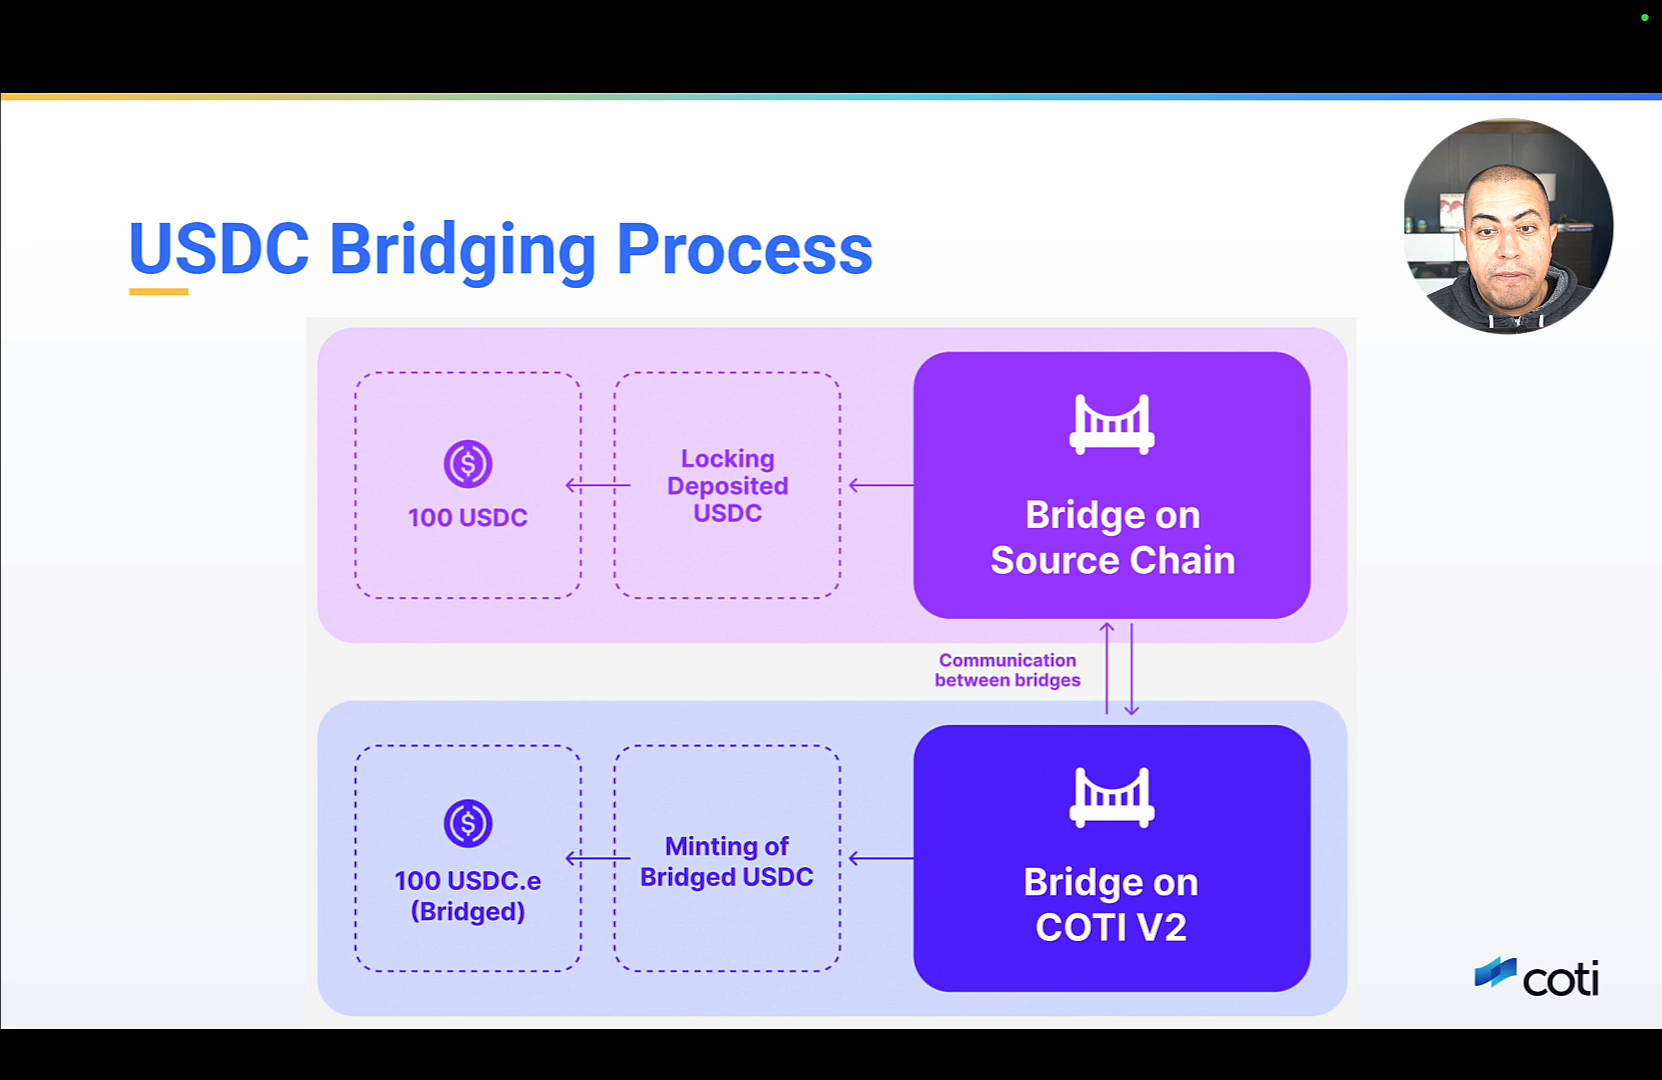 USDC Bridging Process
100 USDC
Locking
Deposited
USDC
Bridge on
Source Chain
Communication
between bridges
100 USDC.e
(Bridged)
Minting of
Bridged USDC
Bridge on
COTI V2
coti